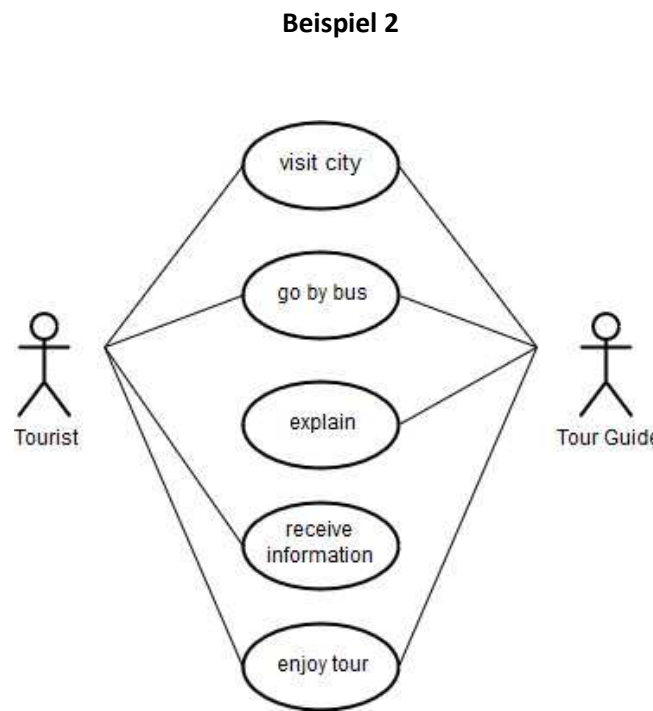 Beispiel 2
visit city
go by bus
explain
Tourist
Tour Guide
receive
information
enjoy tour